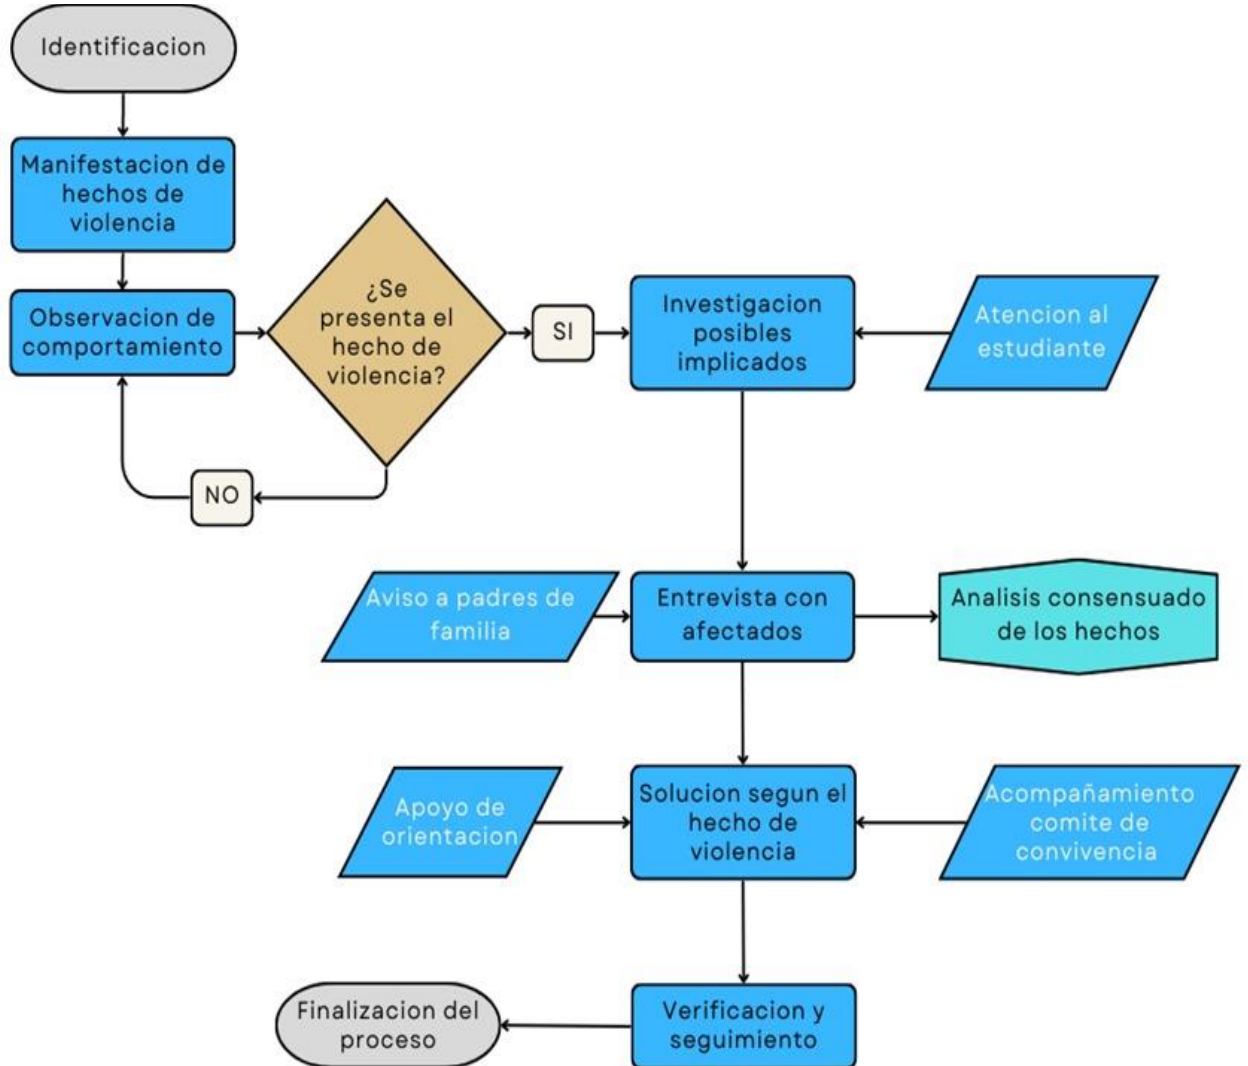 Identificacion
Manifestacion de
hechos de
violencia
Observacion de
comportamiento
¿Se
presenta el
hecho de
violencia?
SI
NO
Investigacion
posibles
implicados
Atencion al
estudiante
Aviso a padres de
familia
Entrevista con
afectados
Analisis consensuado
de los hechos
Apoyo de
orientacion
Solucion segun el
hecho de
violencia
Acompañamiento
comite de
convivencia
Finalizacion del
proceso
Verificacion y
seguimiento